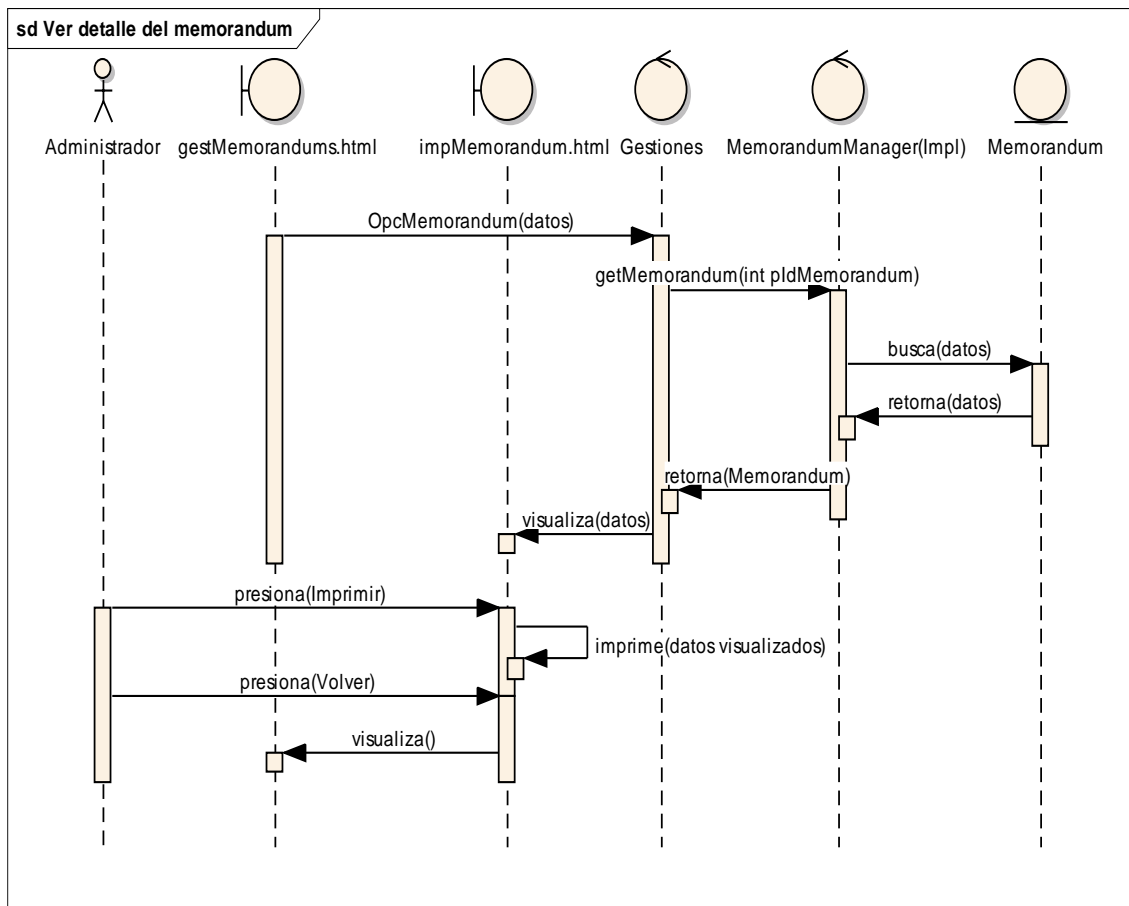 sd Ver detalle del memorandum
Administrador
gestMemorandums.html
impMemorandum.html
Gestiones
MemorandumManager(Impl)
Memorandum
OpcMemorandum(datos)
getMemorandum(int pIdMemorandum)
busca(datos)
retorna(datos)
retorna(Memorandum)
visualiza(datos)
presiona(Imprimir)
imprime(datos visualizados)
presiona(Volver)
visualiza()